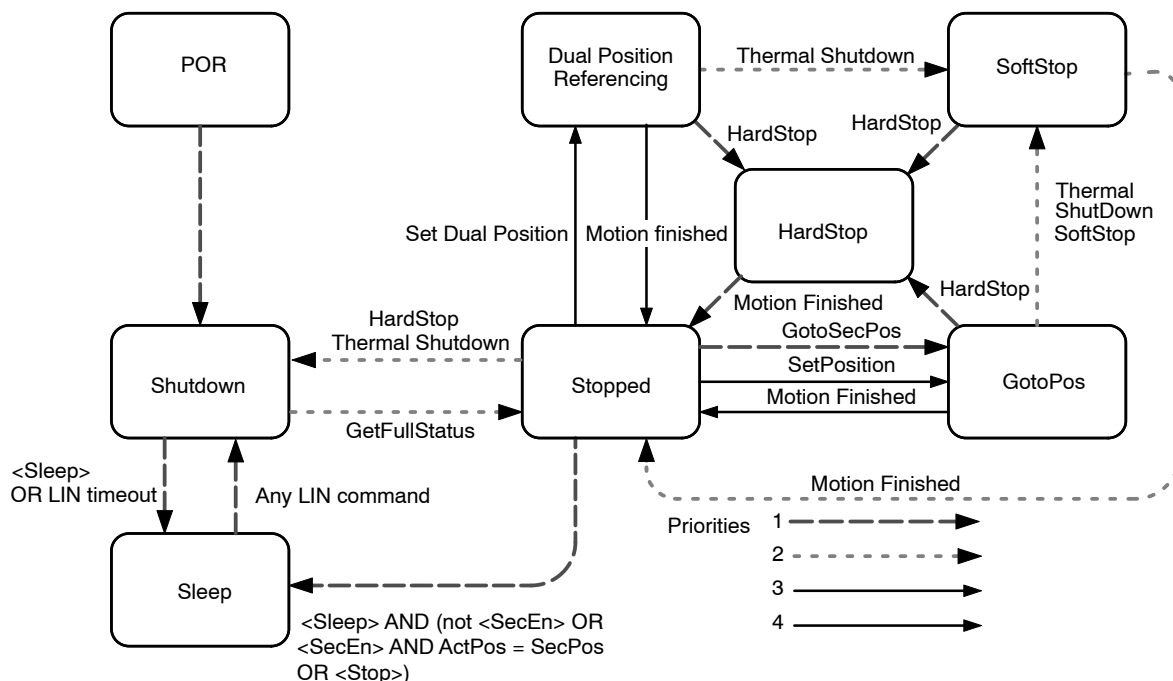 POR
Dual Position
Referencing
Thermal Shutdown
SoftStop
HardStop
HardStop
Thermal
ShutDown
SoftStop
Set Dual Position
Motion finished
HardStop
HardStop
Motion Finished
HardStop
Thermal Shutdown
GotoSecPos
SetPosition
Motion Finished
Shutdown
Stopped
GotoPos
GetFullStatus
<Sleep>
OR LIN timeout
Any LIN command
Motion Finished
Priorities
1
2
3
4
Sleep
<Sleep> AND (not <SecEn> OR
<SecEn> AND ActPos = SecPos
OR <Stop>)